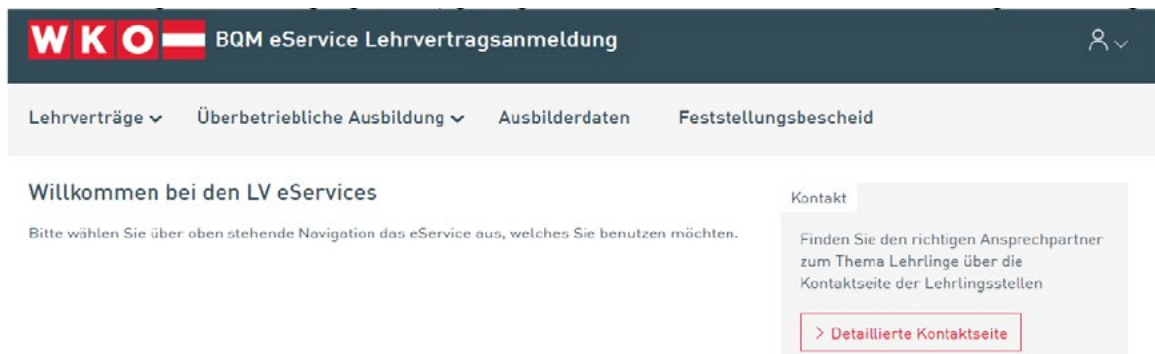 WKO BQM eService Lehrvertragsanmeldung
Lehrverträge Überbetriebliche Ausbildung Ausbilderdaten Feststellungsbescheid
Willkommen bei den LV eServices
Bitte wählen Sie über oben stehende Navigation das eService aus, welches Sie benutzen möchten.
Kontakt
Finden Sie den richtigen Ansprechpartner
zum Thema Lehrlinge über die
Kontaktseite der Lehrlingsstellen
> Detaillierte Kontaktseite